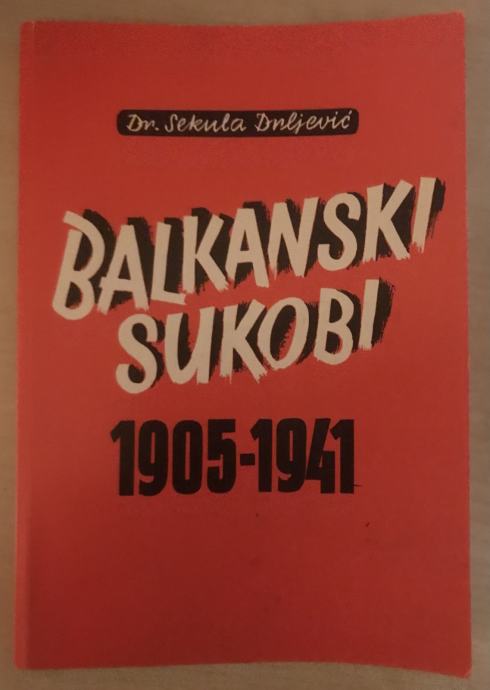 Dr. Sekula Drljević
BALKANSKI
SUKOBI
1905-1941